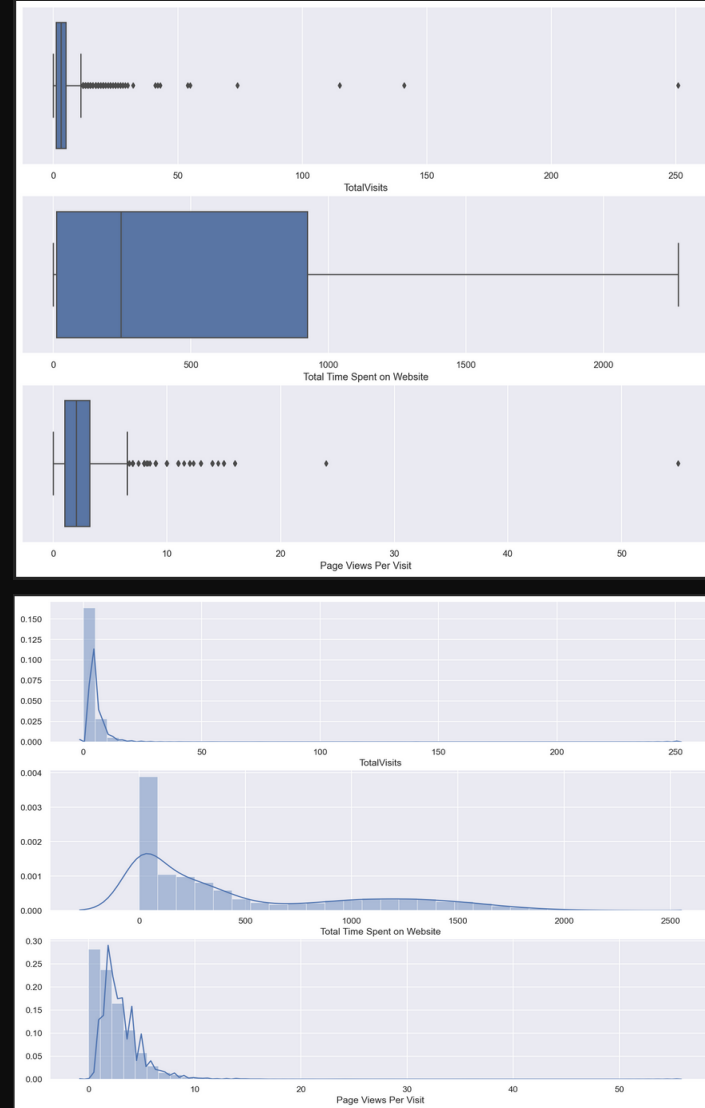 0 50 100 150 200 250
TotalVisits
0 500 1000 1500 2000
Total Time Spent on Website
0 10 20 30 40 50
Page Views Per Visit
0.150
0.125
0.100
0.075
0.050
0.025
0.000
0 50 100 150 200 250
TotalVisits
0.004
0.003
0.002
0.001
0.000
0 500 1000 1500 2000 2500
Total Time Spent on Website
0.30
0.25
0.20
0.15
0.10
0.05
0.00
0 10 20 30 40 50
Page Views Per Visit